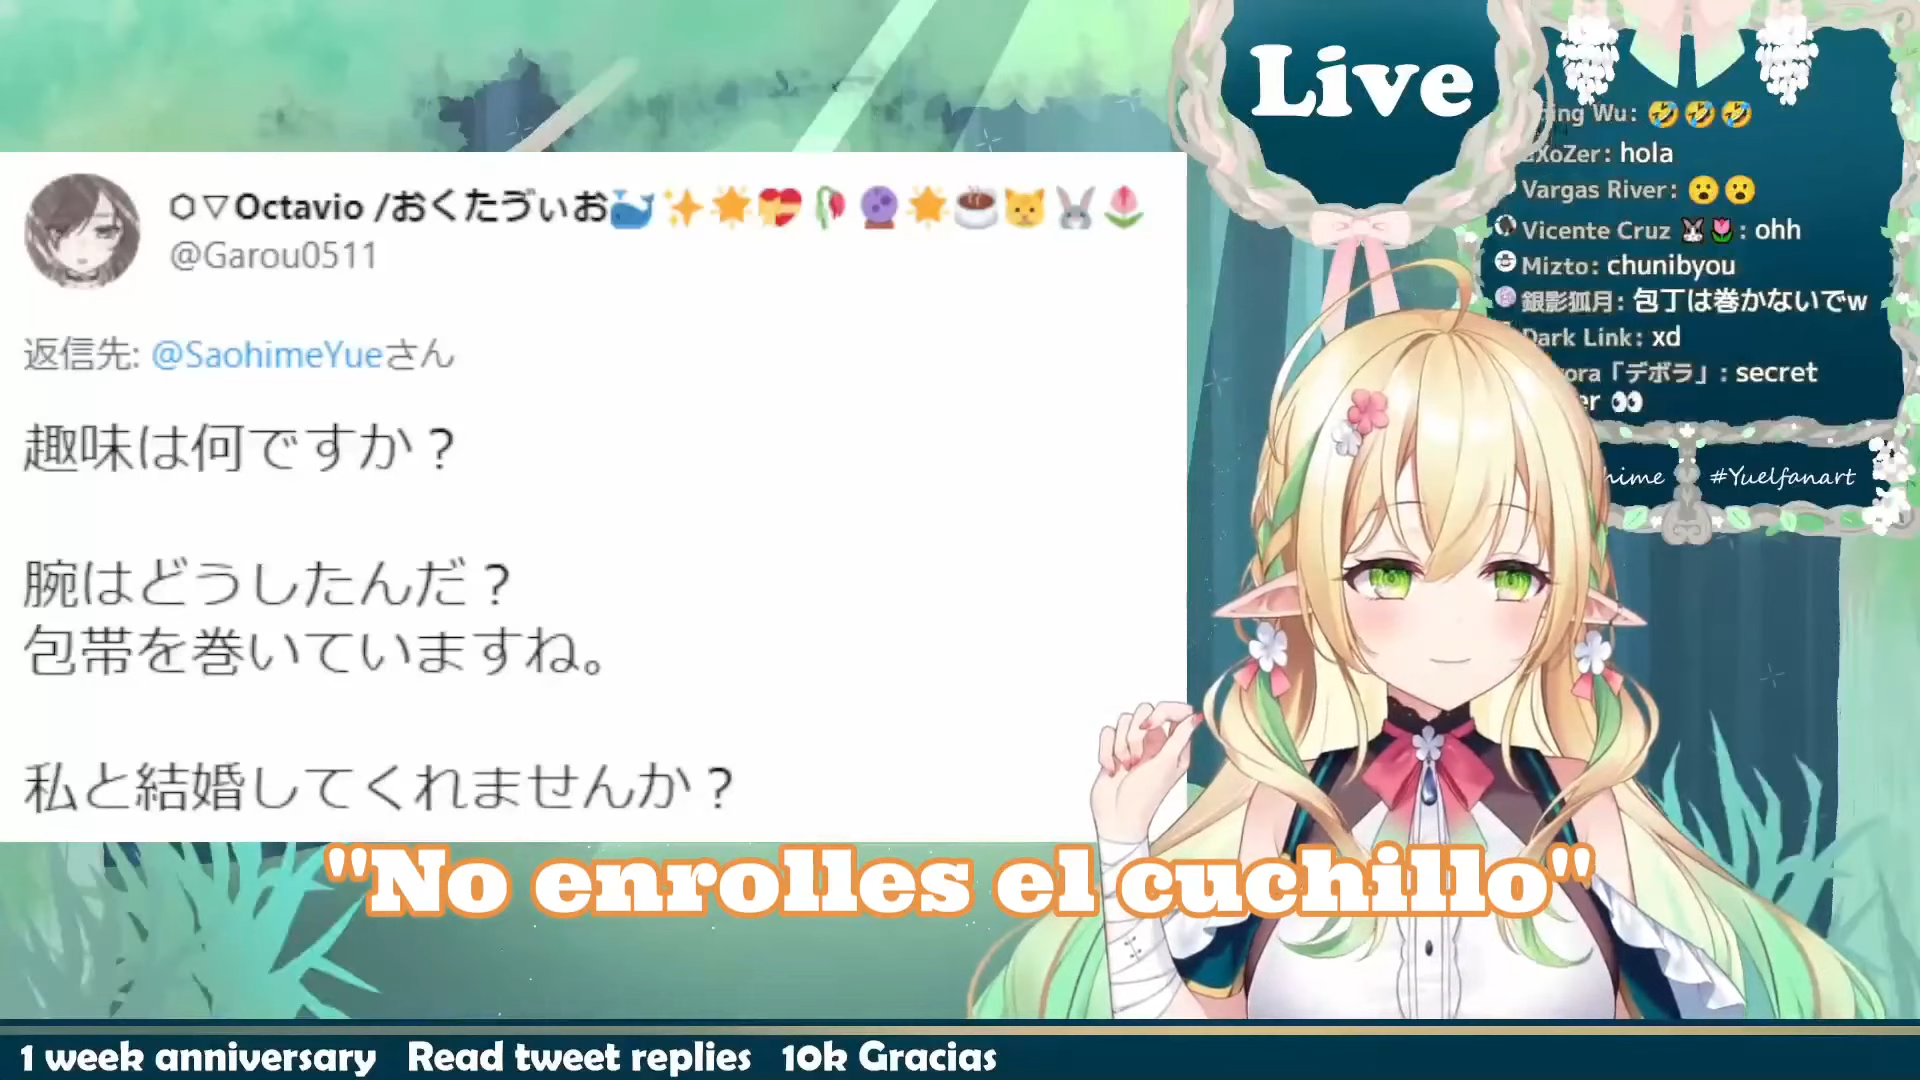 Live
ing Wu: 🤣🤣🤣
XoZer: hola
Vargas River: 😮😮
Vicente Cruz 🐰🌷: ohh
Mizto: chunibyou
銀影狐月: 包丁は巻かないでw
Dark Link: xd
ora「デボラ」: secret
er 👀
hime #Yuelfanart
⬡▽Octavio /おくたゔぃお🐳✨🌟💝🥀🔮🌟☕🐱🐰🌷
@Garou0511
返信先: @SaohimeYueさん
趣味は何ですか？
腕はどうしたんだ？
包帯を巻いていますね。
私と結婚してくれませんか？
"No enrolles el cuchillo"
1 week anniversary Read tweet replies 10k Gracias